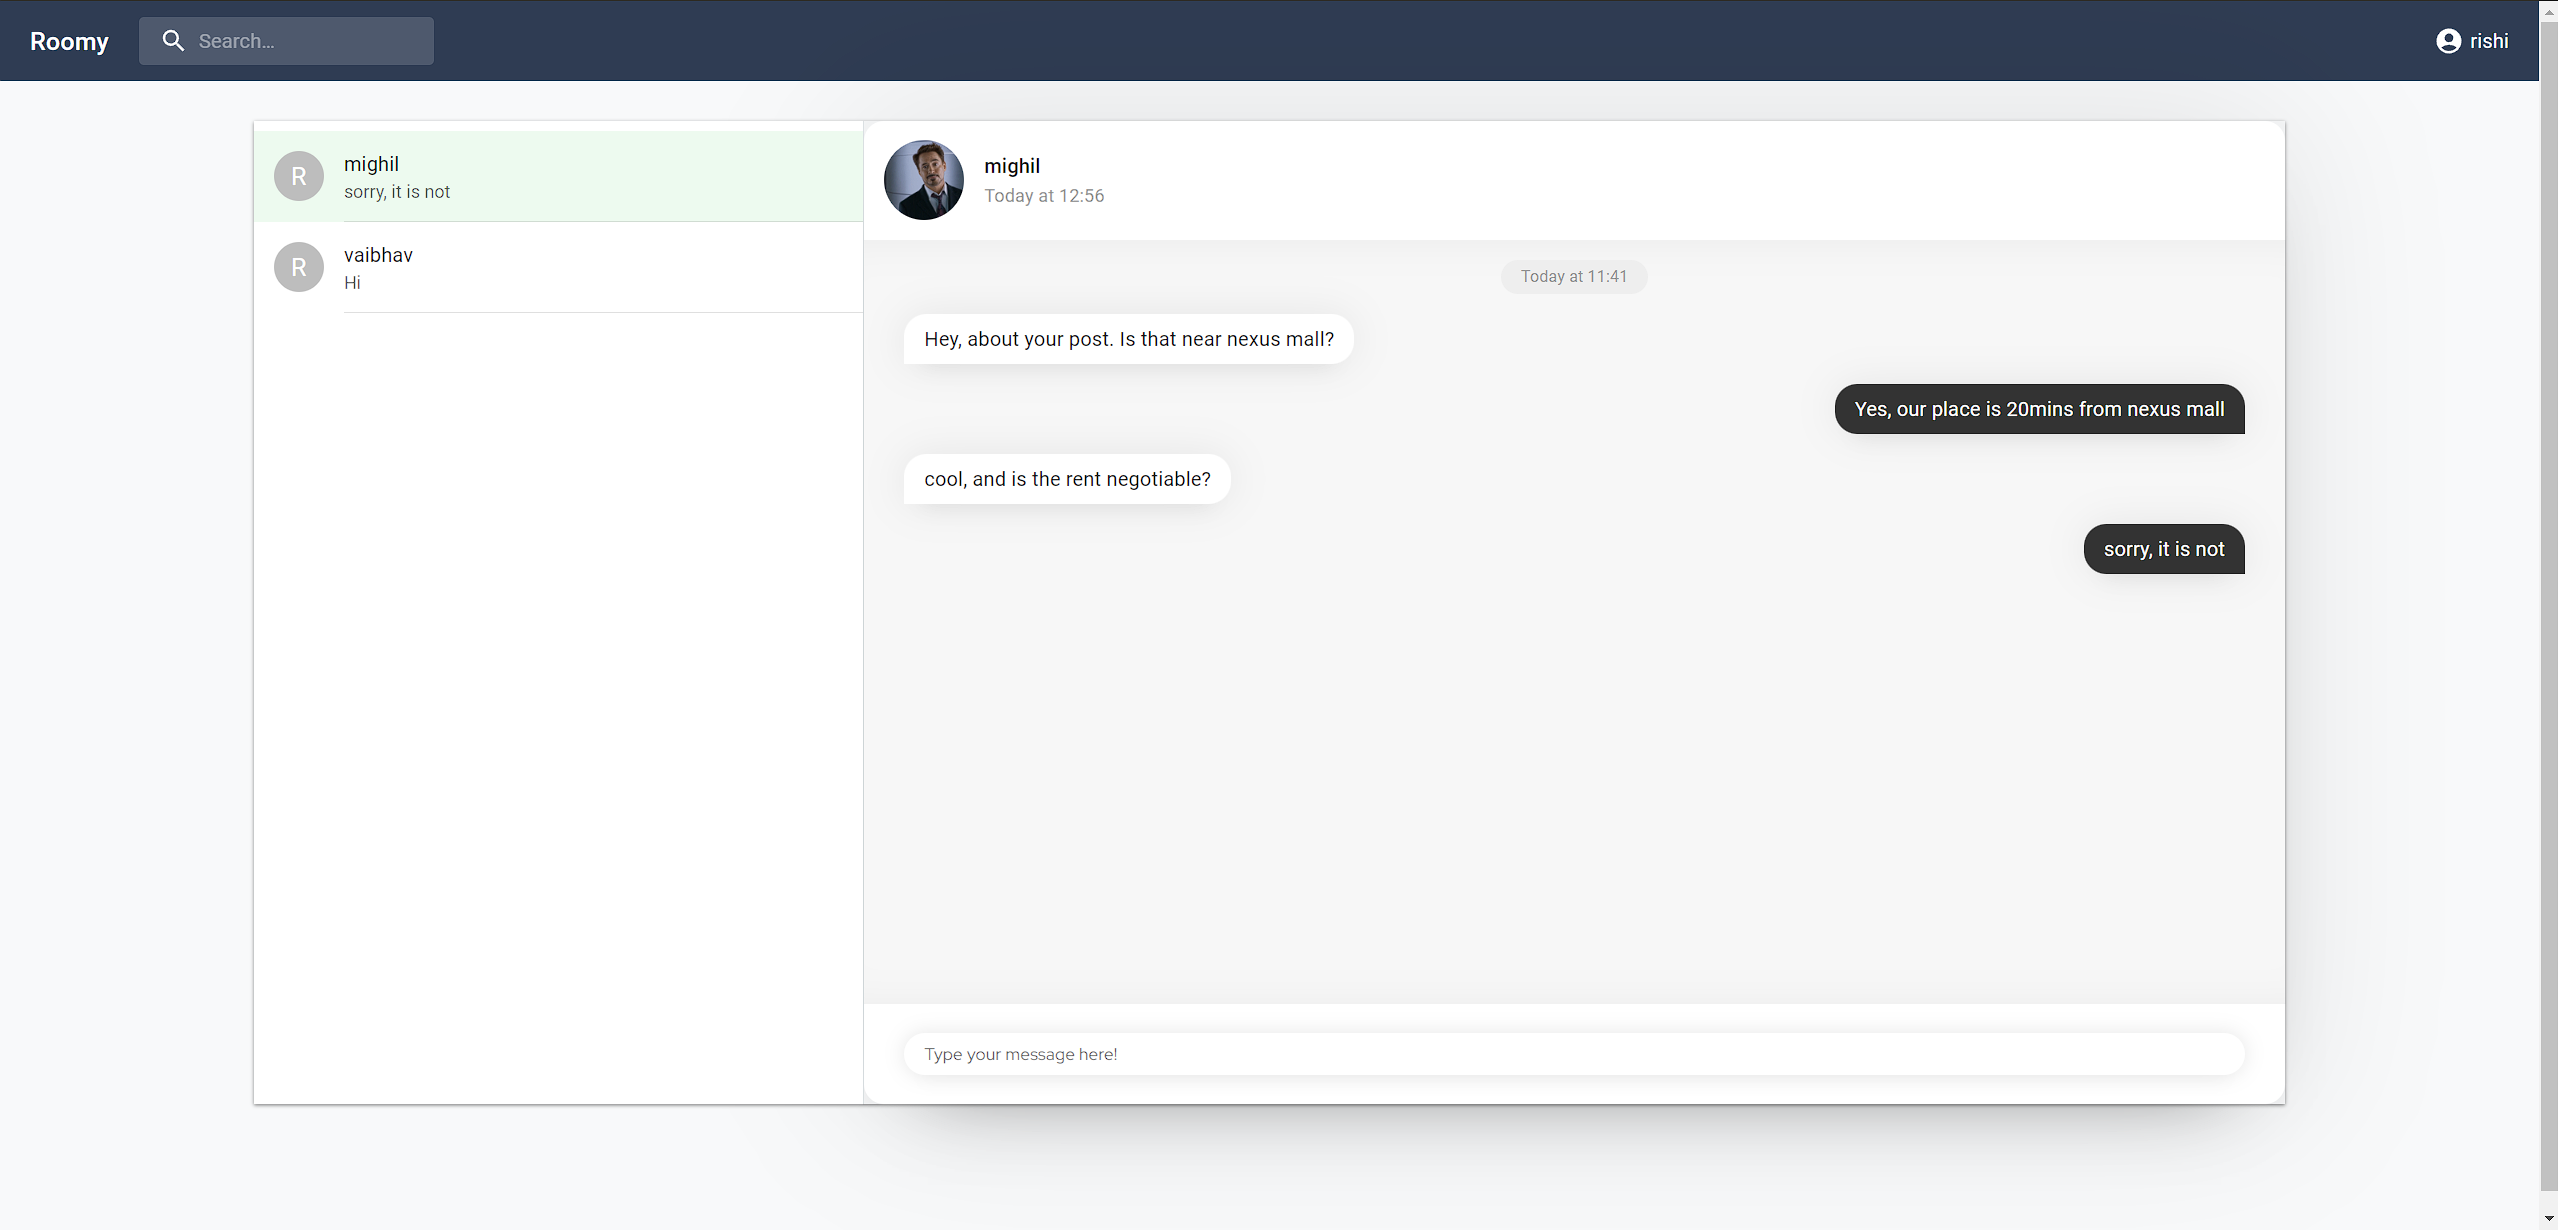 Roomy
Search...
rishi
R
mighil
sorry, it is not
R
vaibhav
Hi
mighil
Today at 12:56
Today at 11:41
Hey, about your post. Is that near nexus mall?
Yes, our place is 20mins from nexus mall
cool, and is the rent negotiable?
sorry, it is not
Type your message here!